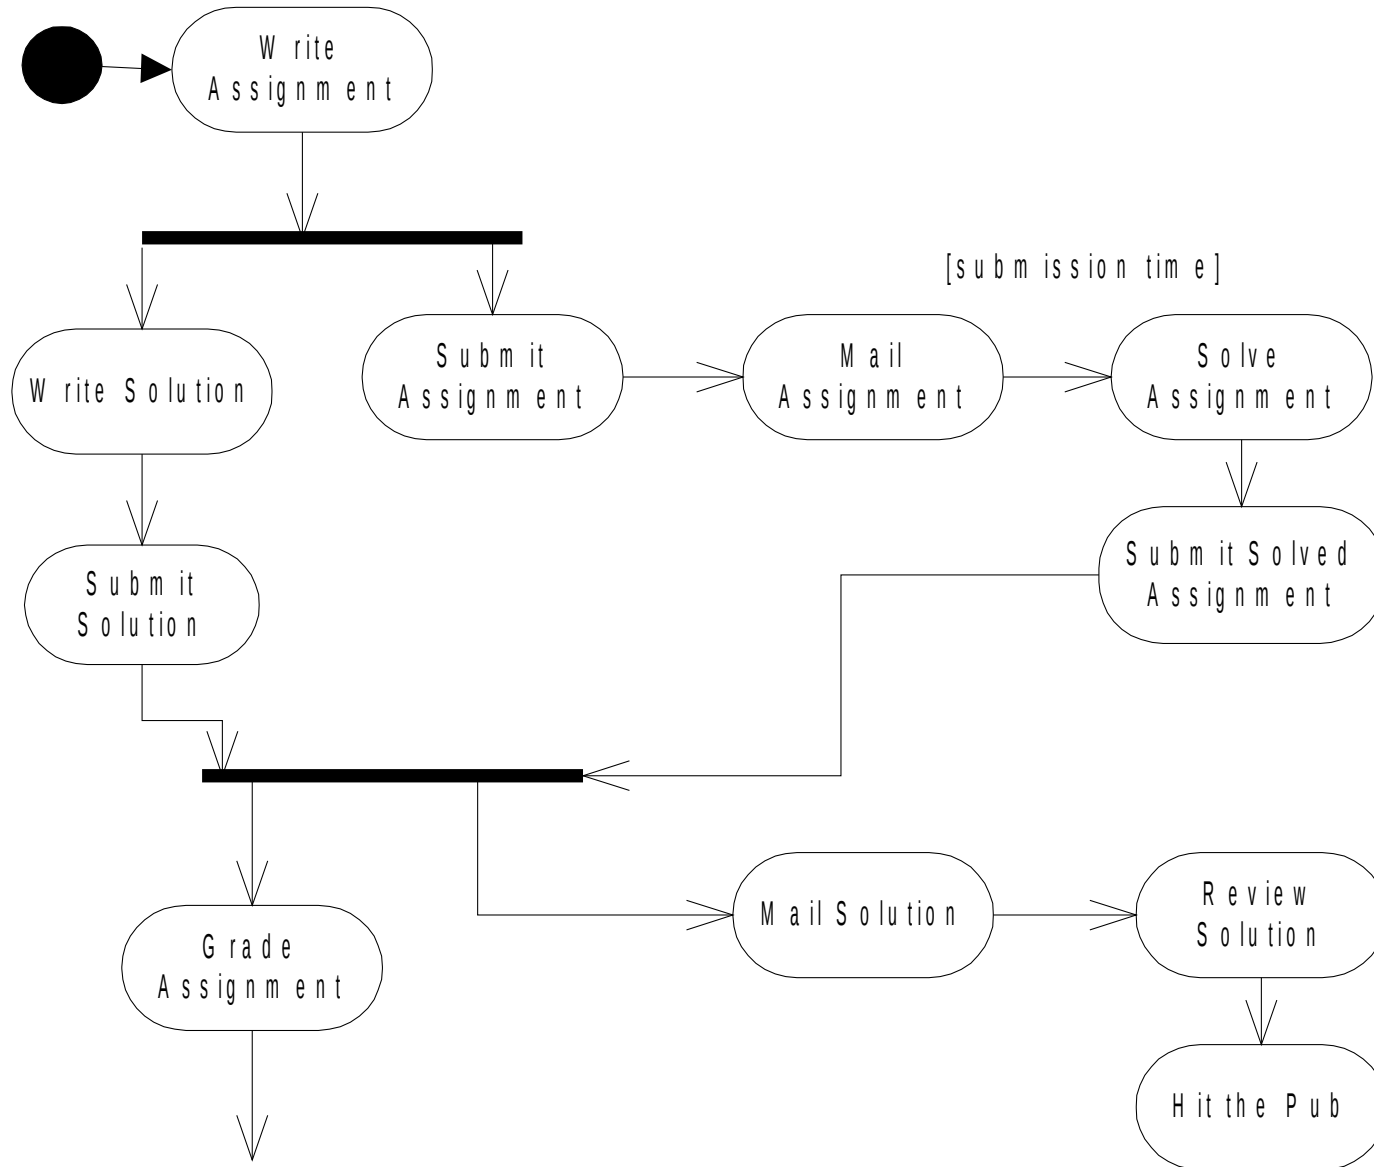 Write
Assignment
[submission time]
Write Solution
Submit
Assignment
Mail
Assignment
Solve
Assignment
Submit
Solution
Submit Solved
Assignment
Grade
Assignment
Mail Solution
Review
Solution
Hit the Pub